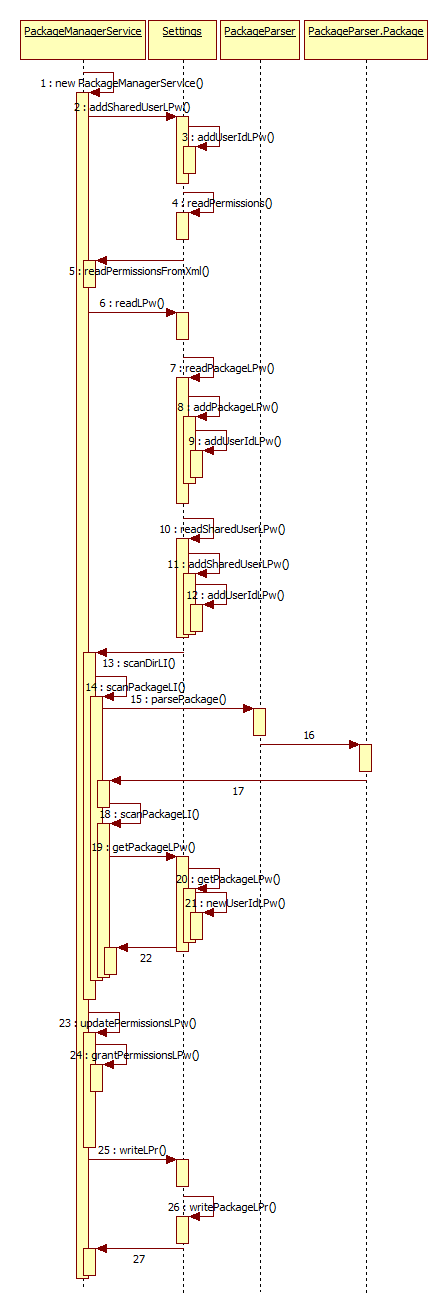 PackageManagerService
Settings
PackageParser
PackageParser.Package
1 : new PackageManagerService()
2 : addSharedUserLPw()
3 : addUserIdLPw()
4 : readPermissions()
5 : readPermissionsFromXml()
6 : readLPw()
7 : readPackageLPw()
8 : addPackageLPw()
9 : addUserIdLPw()
10 : readSharedUserLPw()
11 : addSharedUserLPw()
12 : addUserIdLPw()
13 : scanDirLI()
14 : scanPackageLI()
15 : parsePackage()
16
17
18 : scanPackageLI()
19 : getPackageLPw()
20 : getPackageLPw()
21 : newUserIdLPw()
22
23 : updatePermissionsLPw()
24 : grantPermissionsLPw()
25 : writeLPr()
26 : writePackageLPr()
27